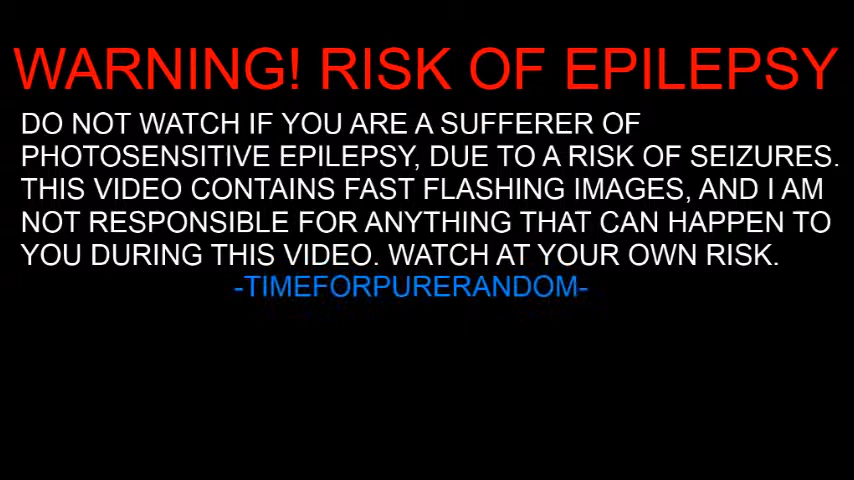 WARNING! RISK OF EPILEPSY
DO NOT WATCH IF YOU ARE A SUFFERER OF
PHOTOSENSITIVE EPILEPSY, DUE TO A RISK OF SEIZURES.
THIS VIDEO CONTAINS FAST FLASHING IMAGES, AND I AM
NOT RESPONSIBLE FOR ANYTHING THAT CAN HAPPEN TO
YOU DURING THIS VIDEO. WATCH AT YOUR OWN RISK.
-TIMEFORPURERANDOM-